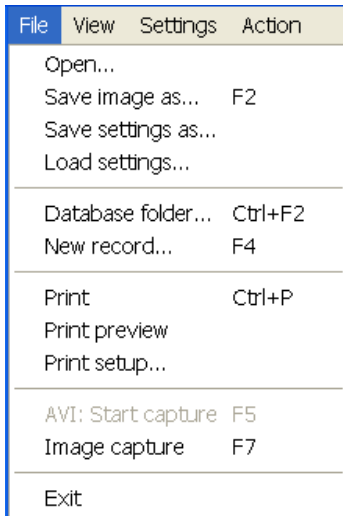 File View Settings Action
Open...
Save image as... F2
Save settings as...
Load settings...
Database folder... Ctrl+F2
New record... F4
Print Ctrl+P
Print preview
Print setup...
AVI: Start capture F5
Image capture F7
Exit